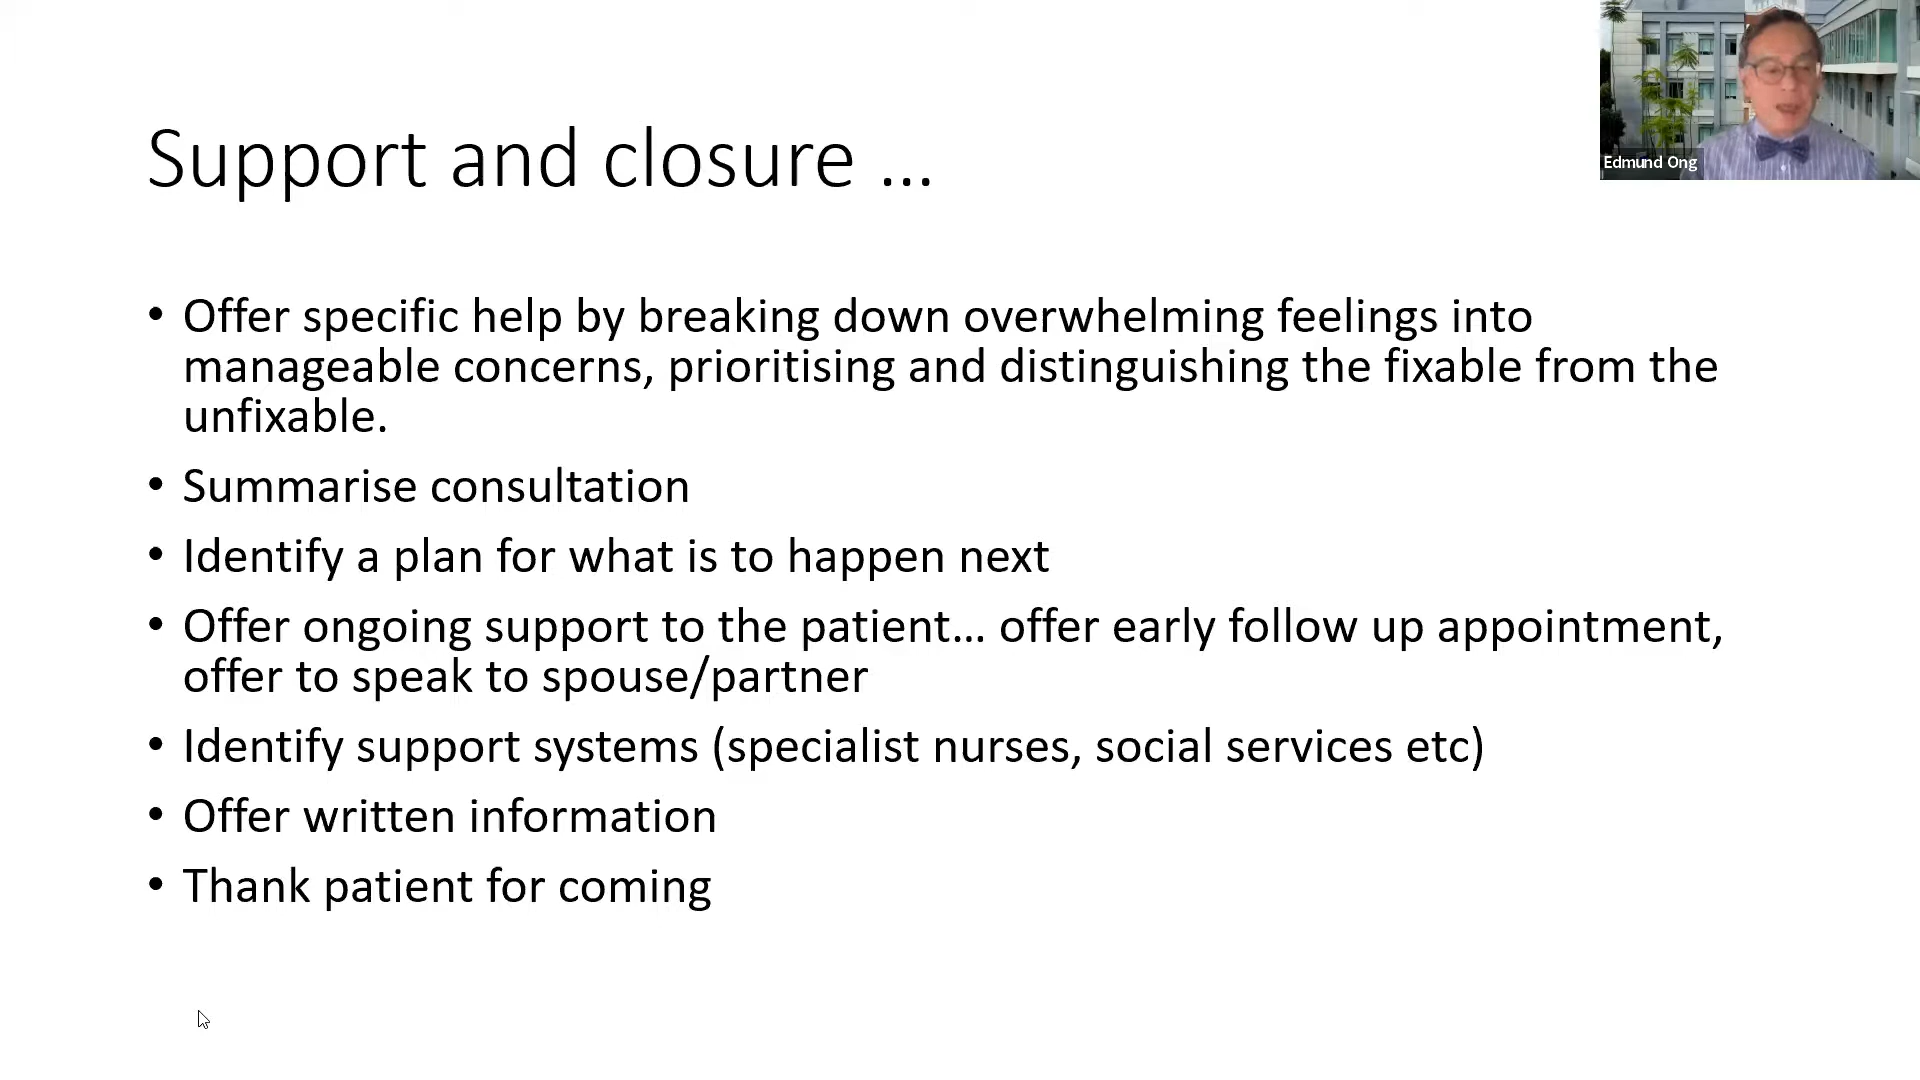 Support and closure ...
Edmund Ong
• Offer specific help by breaking down overwhelming feelings into
manageable concerns, prioritising and distinguishing the fixable from the
unfixable.
• Summarise consultation
• Identify a plan for what is to happen next
• Offer ongoing support to the patient... offer early follow up appointment,
offer to speak to spouse/partner
• Identify support systems (specialist nurses, social services etc)
• Offer written information
• Thank patient for coming